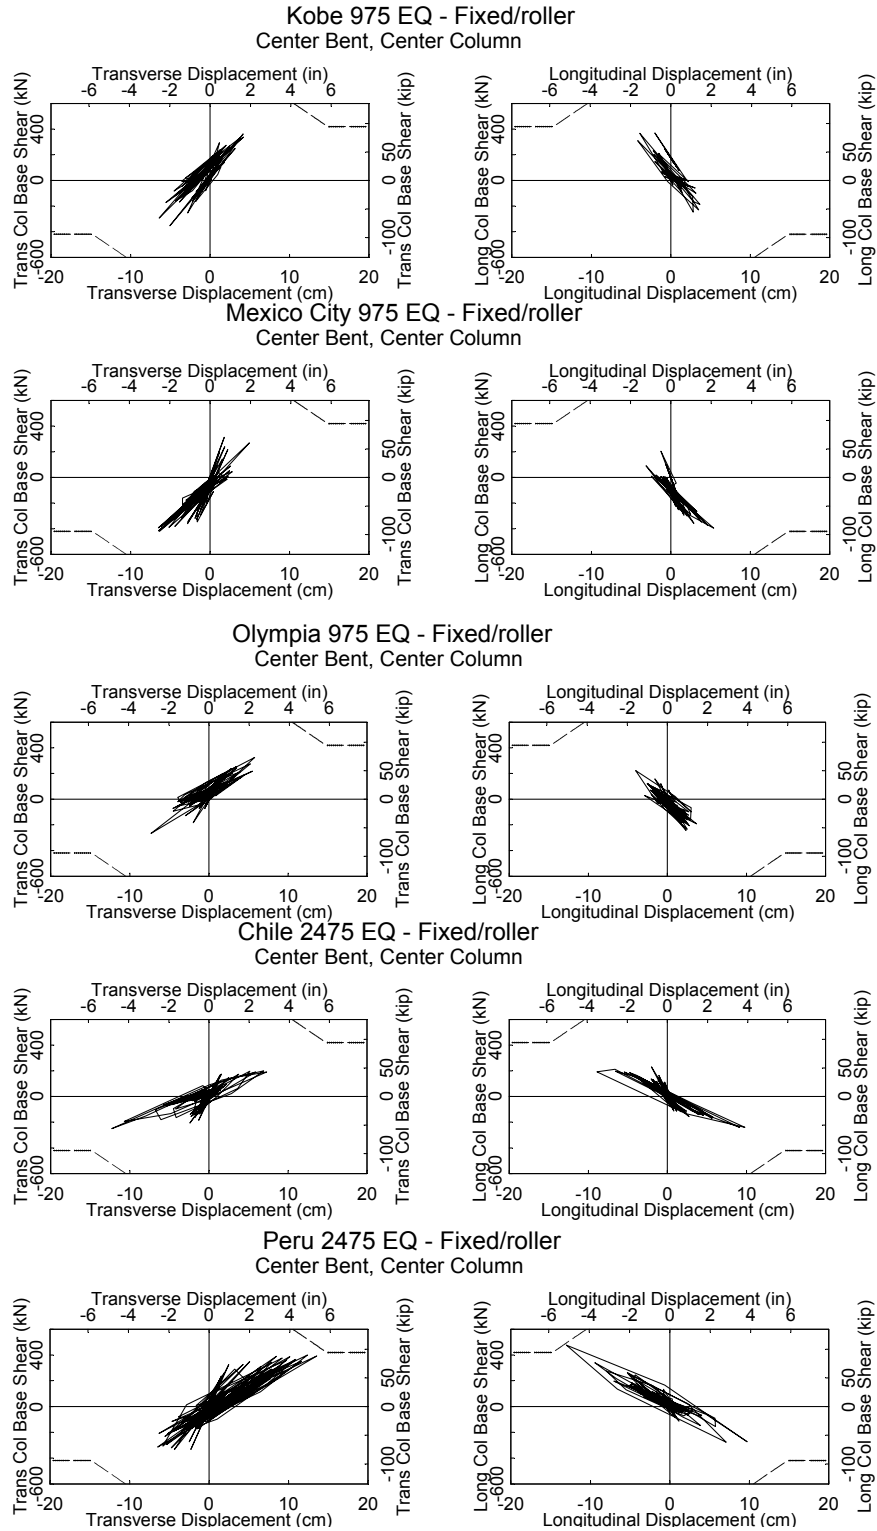 Kobe 975 EQ - Fixed/roller
Center Bent, Center Column
Transverse Displacement (in)
-6 -4 -2 0 2 4 6
Trans Col Base Shear (kN)
400
0
-600
Trans Col Base Shear (kip)
50
0
-100
-20 -10 0 10 20
Transverse Displacement (cm)
Longitudinal Displacement (in)
-6 -4 -2 0 2 4 6
Long Col Base Shear (kN)
400
0
-600
Long Col Base Shear (kip)
50
0
-100
-20 -10 0 10 20
Longitudinal Displacement (cm)
Mexico City 975 EQ - Fixed/roller
Center Bent, Center Column
Transverse Displacement (in)
-6 -4 -2 0 2 4 6
Trans Col Base Shear (kN)
400
0
-600
Trans Col Base Shear (kip)
50
0
-100
-20 -10 0 10 20
Transverse Displacement (cm)
Longitudinal Displacement (in)
-6 -4 -2 0 2 4 6
Long Col Base Shear (kN)
400
0
-600
Long Col Base Shear (kip)
50
0
-100
-20 -10 0 10 20
Longitudinal Displacement (cm)
Olympia 975 EQ - Fixed/roller
Center Bent, Center Column
Transverse Displacement (in)
-6 -4 -2 0 2 4 6
Trans Col Base Shear (kN)
400
0
-600
Trans Col Base Shear (kip)
50
0
-100
-20 -10 0 10 20
Transverse Displacement (cm)
Longitudinal Displacement (in)
-6 -4 -2 0 2 4 6
Long Col Base Shear (kN)
400
0
-600
Long Col Base Shear (kip)
50
0
-100
-20 -10 0 10 20
Longitudinal Displacement (cm)
Chile 2475 EQ - Fixed/roller
Center Bent, Center Column
Transverse Displacement (in)
-6 -4 -2 0 2 4 6
Trans Col Base Shear (kN)
400
0
-600
Trans Col Base Shear (kip)
50
0
-100
-20 -10 0 10 20
Transverse Displacement (cm)
Longitudinal Displacement (in)
-6 -4 -2 0 2 4 6
Long Col Base Shear (kN)
400
0
-600
Long Col Base Shear (kip)
50
0
-100
-20 -10 0 10 20
Longitudinal Displacement (cm)
Peru 2475 EQ - Fixed/roller
Center Bent, Center Column
Transverse Displacement (in)
-6 -4 -2 0 2 4 6
Trans Col Base Shear (kN)
400
0
-600
Trans Col Base Shear (kip)
50
0
-100
-20 -10 0 10 20
Transverse Displacement (cm)
Longitudinal Displacement (in)
-6 -4 -2 0 2 4 6
Long Col Base Shear (kN)
400
0
-600
Long Col Base Shear (kip)
50
0
-100
-20 -10 0 10 20
Longitudinal Displacement (cm)